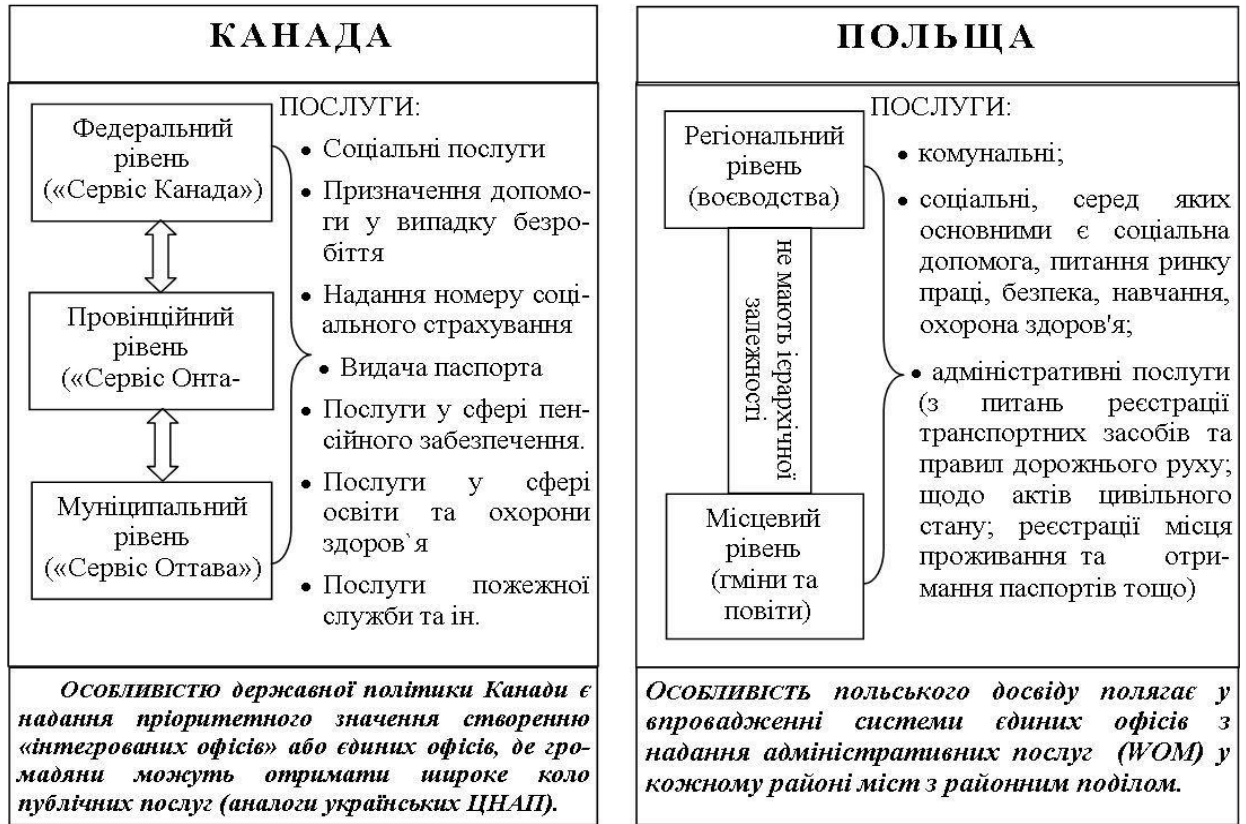 КАНАДА
Федеральний
рівень
(«Сервіс Канада»)
Провінційний
рівень
(«Сервіс Онта-
Муніципальний
рівень
(«Сервіс Оттава»)
ПОСЛУГИ:
• Соціальні послуги
• Призначення допомо-
ги у випадку безро-
біття
• Надання номеру соці-
ального страхування
• Видача паспорта
• Послуги у сфері пен-
сійного забезпечення.
• Послуги у сфері
освіти та охорони
здоров`я
• Послуги пожежної
служби та ін.
ОСОБЛИВІСТЮ державної політики Канади є
надання пріоритетного значення створенню
«інтегрованих офісів» або єдиних офісів, де гро-
мадяни можуть отримати широке коло
публічних послуг (аналоги українських ЦНАП).
ПОЛЬЩА
Регіональний
рівень
(воєводства)
не мають ієрархічної
залежності
Місцевий
рівень
(гміни та
повіти)
ПОСЛУГИ:
• комунальні;
• соціальні, серед яких
основними є соціальна
допомога, питання ринку
праці, безпека, навчання,
охорона здоров'я;
• адміністративні послуги
(з питань реєстрації
транспортних засобів та
правил дорожнього руху;
щодо актів цивільного
стану; реєстрації місця
проживання та отри-
мання паспортів тощо)
ОСОБЛИВІСТЬ польського досвіду полягає у
впровадженні системи єдиних офісів з
надання адміністративних послуг (WOM) у
кожному районі міст з районним поділом.